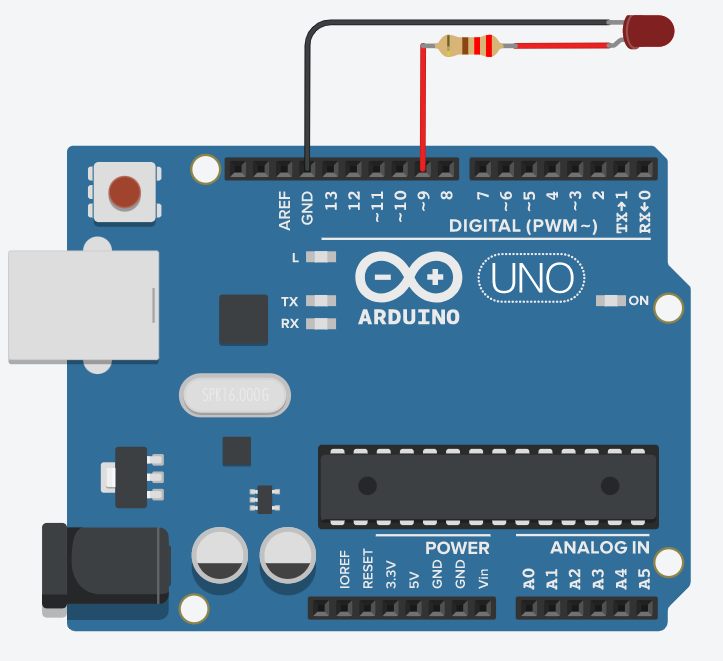 AREF
GND
13
12
~11
~10
~9
8
7
~6
~5
4
~3
2
TX→1
RX←0
DIGITAL (PWM~)
L
TX
RX
ARDUINO
UNO
ON
SPK16.000G
POWER
ANALOG IN
IOREF
RESET
3.3V
5V
GND
GND
Vin
A0
A1
A2
A3
A4
A5